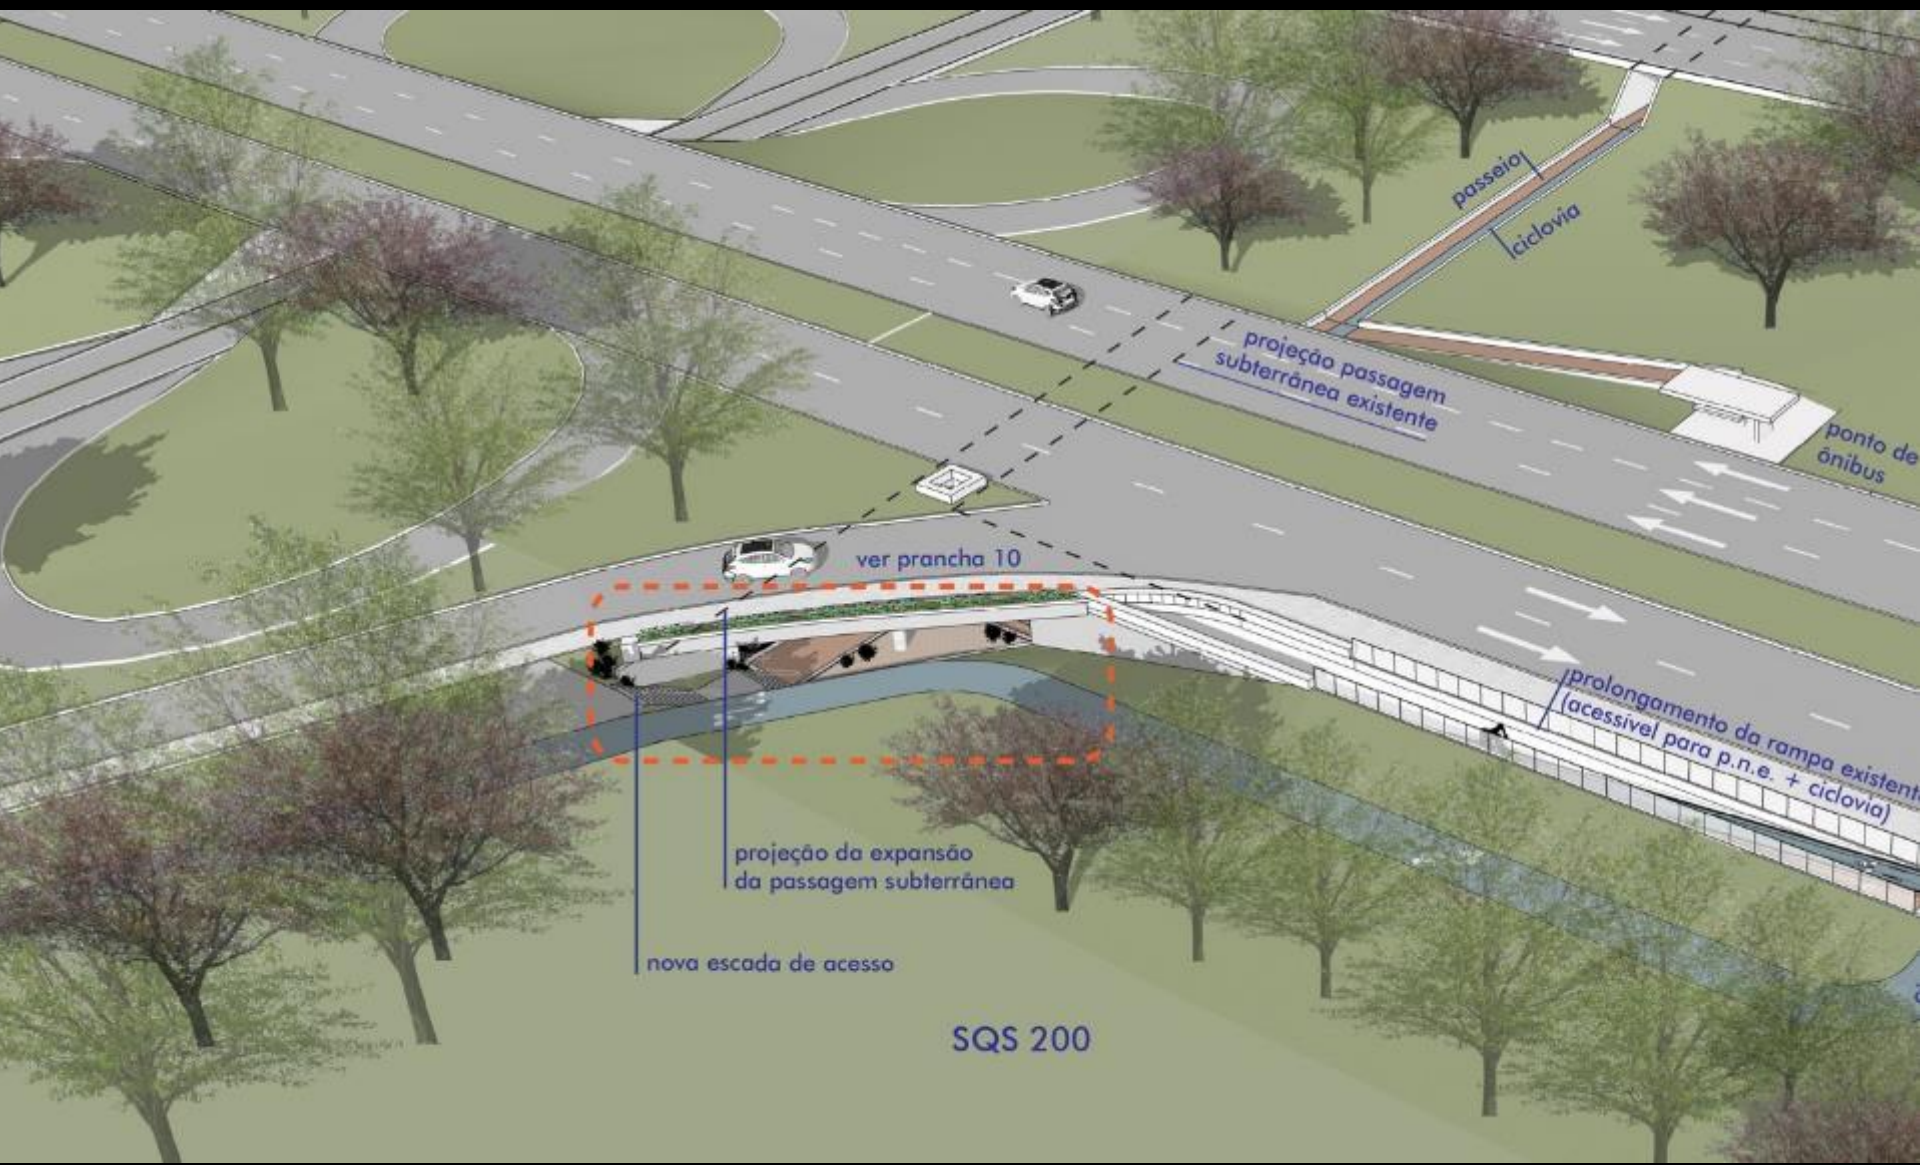 passeio
ciclovia
projeção passagem
subterrânea existente
ponto de
ônibus
ver prancha 10
prolongamento da rampa
(acessível para p.n.e. + ciclovia)
projeção da expansão
da passagem subterrânea
nova escada de acesso
SQS 200